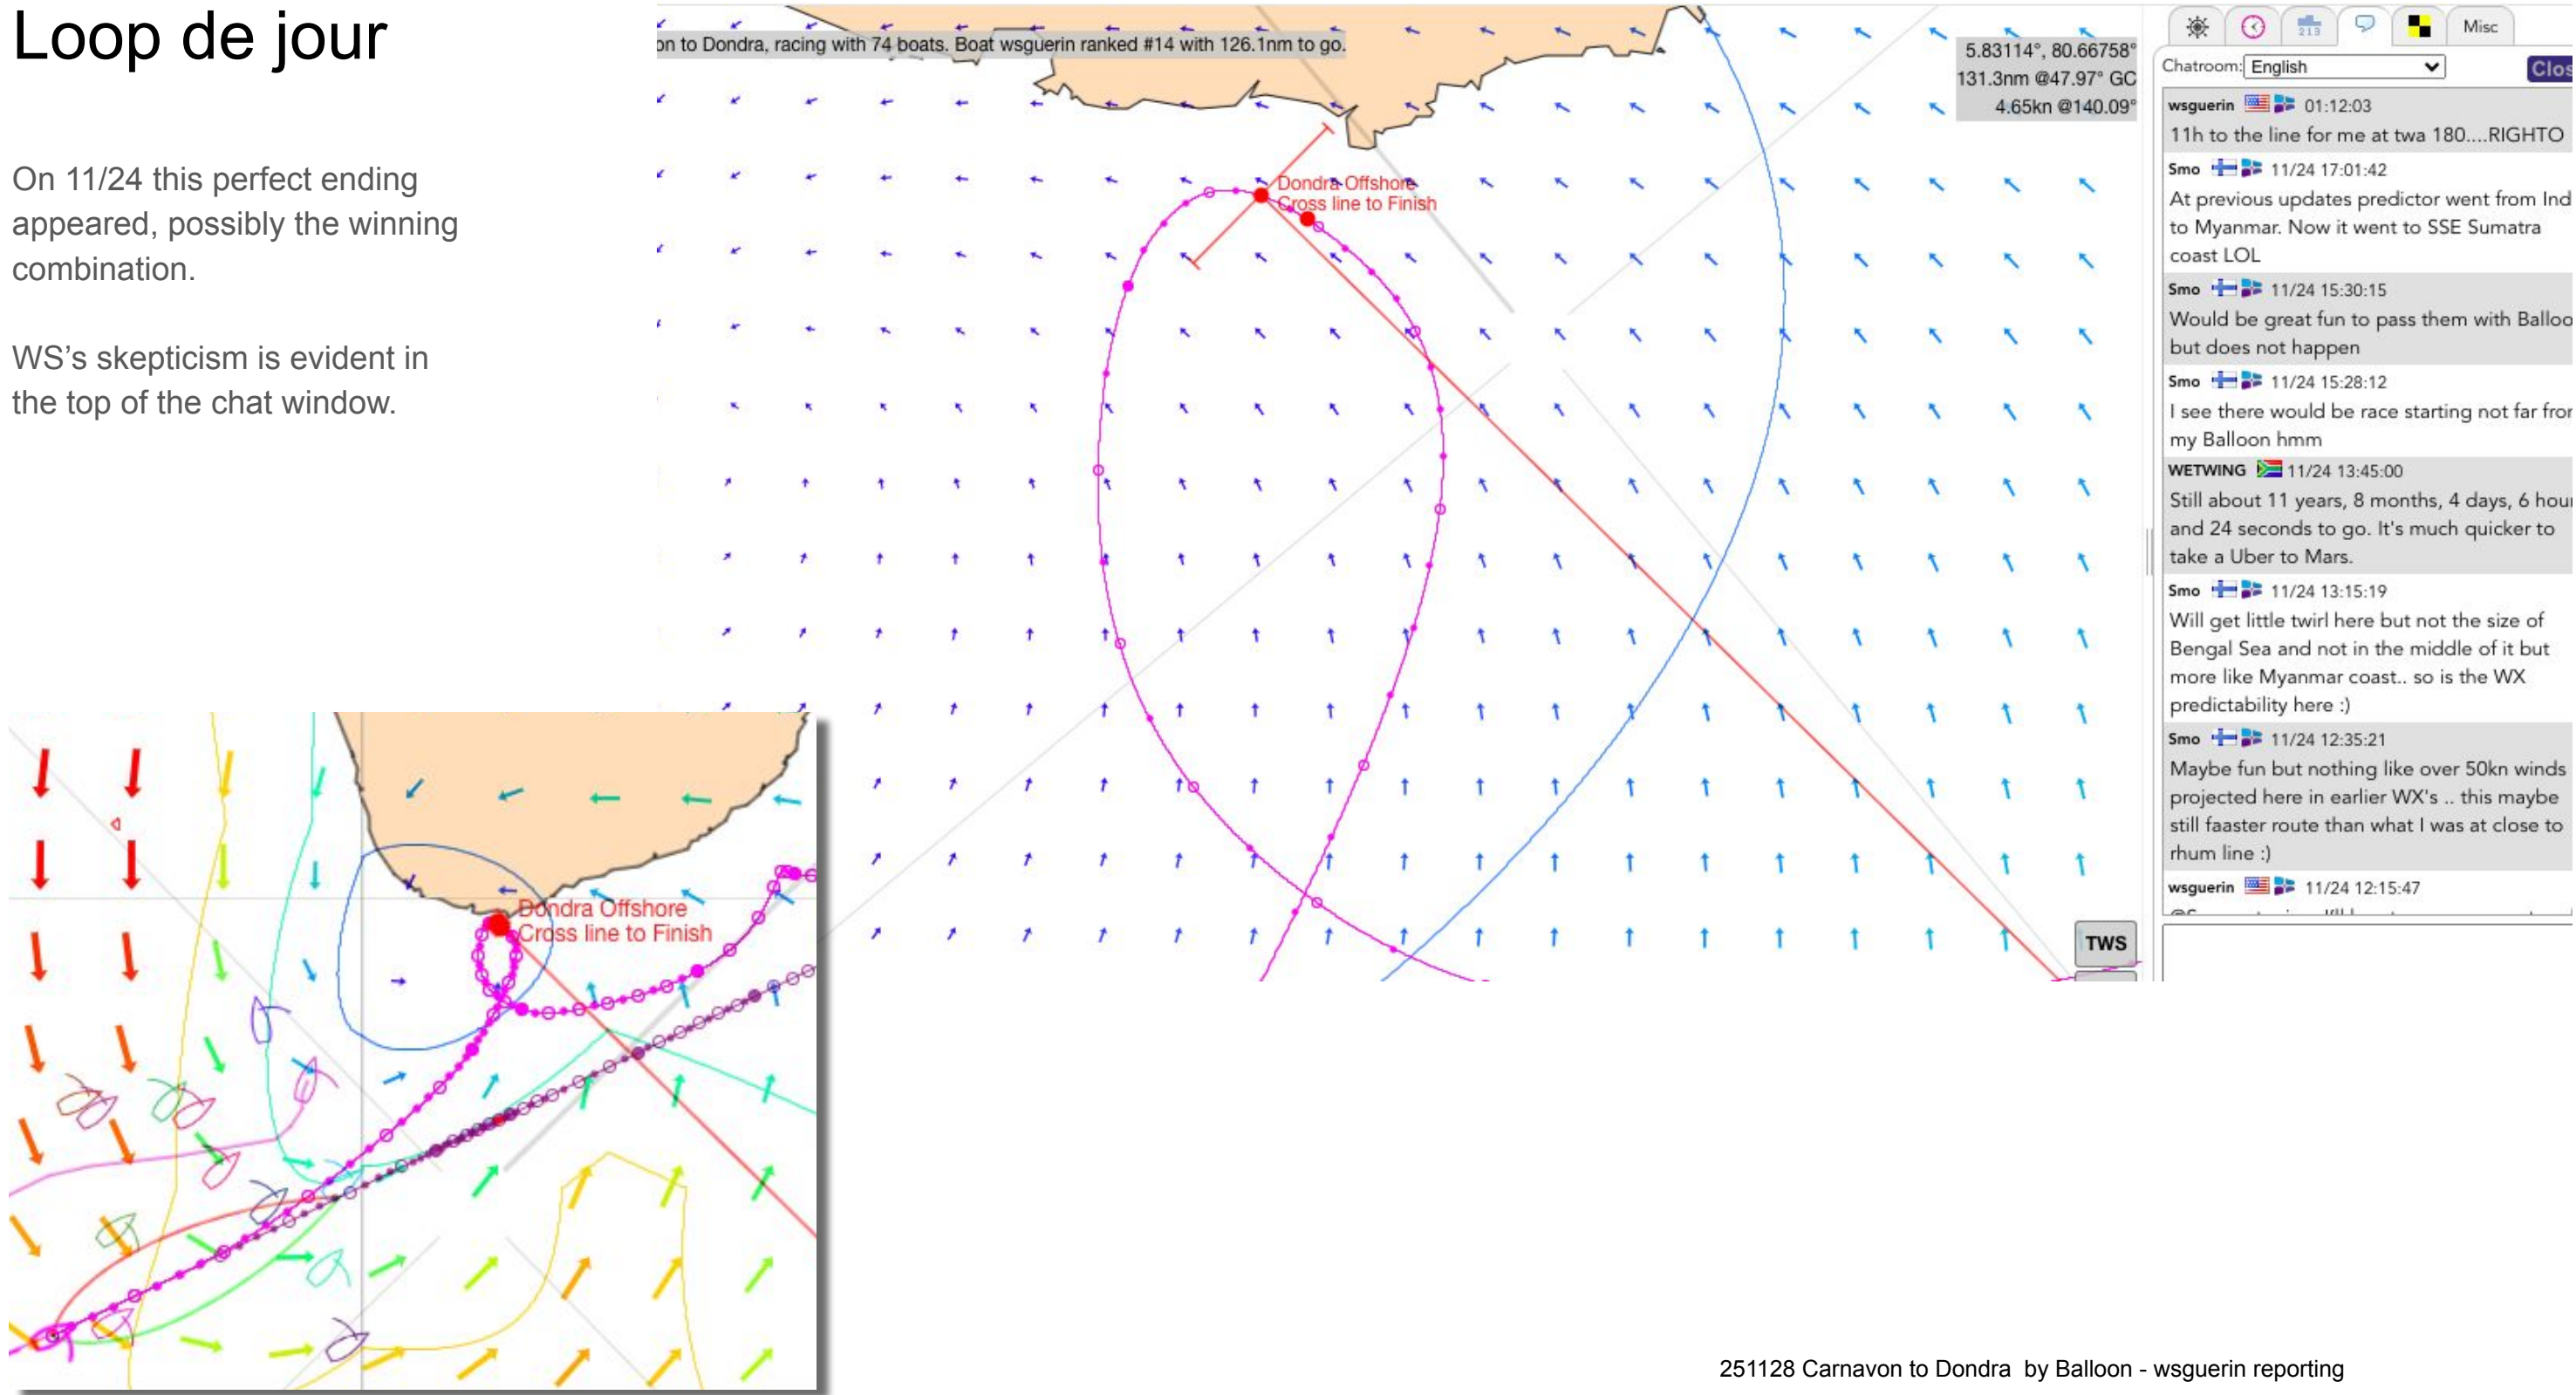 Loop de jour
On 11/24 this perfect ending
appeared, possibly the winning
combination.
WS's skepticism is evident in
the top of the chat window.
on to Dondra, racing with 74 boats. Boat wsguerin ranked #14 with 126.1nm to go.
5.83114°, 80.66758°
131.3nm @47.97° GC
4.65kn @140.09°
Dondra Offshore
Cross line to Finish
TWS
213
Misc
Chatroom: English
Clos
wsguerin 01:12:03
11h to the line for me at twa 180....RIGHTO
Smo 11/24 17:01:42
At previous updates predictor went from Ind
to Myanmar. Now it went to SSE Sumatra
coast LOL
Smo 11/24 15:30:15
Would be great fun to pass them with Balloo
but does not happen
Smo 11/24 15:28:12
I see there would be race starting not far fror
my Balloon hmm
WETWING 11/24 13:45:00
Still about 11 years, 8 months, 4 days, 6 hour
and 24 seconds to go. It's much quicker to
take a Uber to Mars.
Smo 11/24 13:15:19
Will get little twirl here but not the size of
Bengal Sea and not in the middle of it but
more like Myanmar coast.. so is the WX
predictability here :)
Smo 11/24 12:35:21
Maybe fun but nothing like over 50kn winds
projected here in earlier WX's .. this maybe
still faaster route than what I was at close to
rhum line :)
wsguerin 11/24 12:15:47
Dondra Offshore
Cross line to Finish
251128 Carnavon to Dondra by Balloon - wsguerin reporting